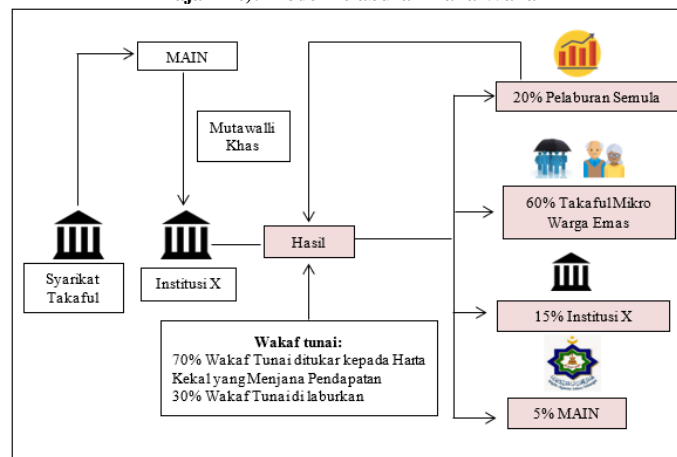 MAIN
Mutawalli
Khas
Syarikat
Takaful
Institusi X
Hasil
Wakaf tunai:
70% Wakaf Tunai ditukar kepada Harta
Kekal yang Menjana Pendapatan
30% Wakaf Tunai di laburkan
20% Pelaburan Semula
60% Takaful Mikro
Warga Emas
15% Institusi X
5% MAIN